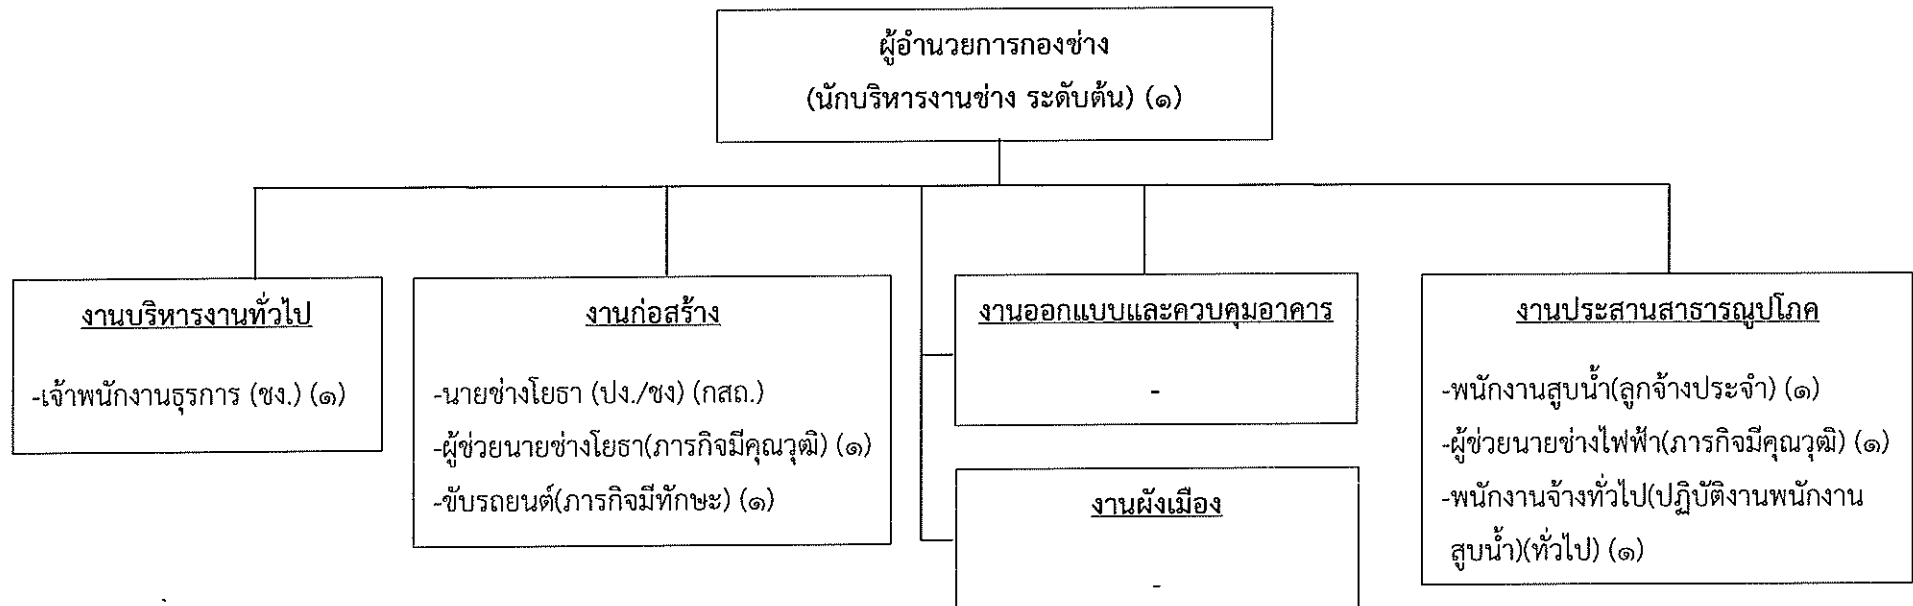 ผู้อำนวยการกองช่าง
(นักบริหารงานช่าง ระดับต้น) (๑)
งานบริหารงานทั่วไป
-เจ้าพนักงานธุรการ (ชง.) (๑)
งานก่อสร้าง
-นายช่างโยธา (ปง./ชง) (กสถ.)
-ผู้ช่วยนายช่างโยธา(ภารกิจมีคุณวุฒิ) (๑)
-ขับรถยนต์(ภารกิจมีทักษะ) (๑)
งานออกแบบและควบคุมอาคาร
-
งานผังเมือง
-
งานประสานสาธารณูปโภค
-พนักงานสูบน้ำ(ลูกจ้างประจำ) (๑)
-ผู้ช่วยนายช่างไฟฟ้า(ภารกิจมีคุณวุฒิ) (๑)
-พนักงานจ้างทั่วไป(ปฏิบัติงานพนักงาน
สูบน้ำ)(ทั่วไป) (๑)